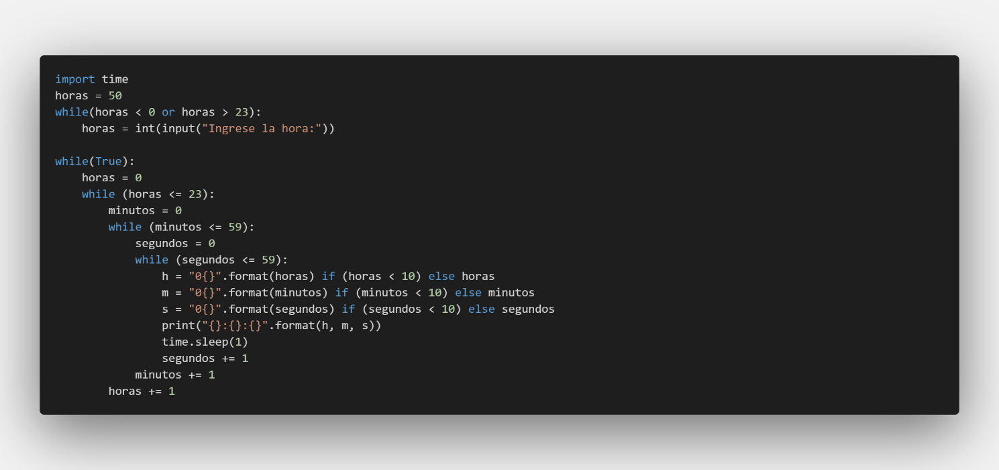 import time
horas = 50
while(horas < 0 or horas > 23):
    horas = int(input("Ingrese la hora:"))

while(True):
    horas = 0
    while (horas <= 23):
        minutos = 0
        while (minutos <= 59):
            segundos = 0
            while (segundos <= 59):
                h = "0{}".format(horas) if (horas < 10) else horas
                m = "0{}".format(minutos) if (minutos < 10) else minutos
                s = "0{}".format(segundos) if (segundos < 10) else segundos
                print("{}:{}:{}".format(h, m, s))
                time.sleep(1)
                segundos += 1
            minutos += 1
        horas += 1